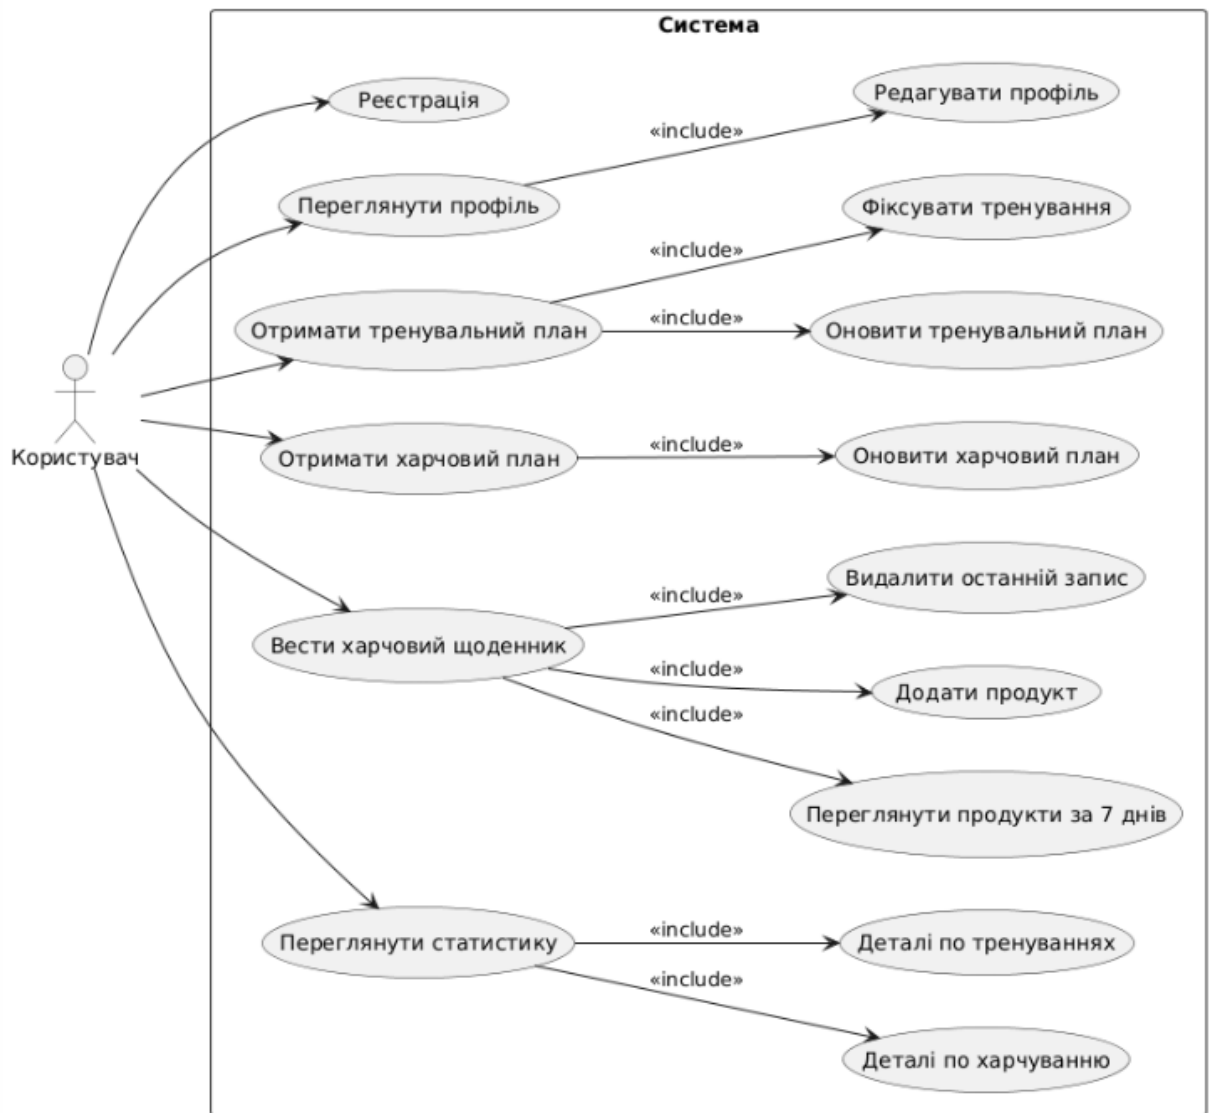 Система
Реєстрація
Редагувати профіль
«include»
Переглянути профіль
Фіксувати тренування
«include»
Отримати тренувальний план
«include»
Оновити тренувальний план
Користувач
Отримати харчовий план
«include»
Оновити харчовий план
Видалити останній запис
«include»
Вести харчовий щоденник
«include»
Додати продукт
«include»
Переглянути продукти за 7 днів
Переглянути статистику
«include»
Деталі по тренуваннях
«include»
Деталі по харчуванню